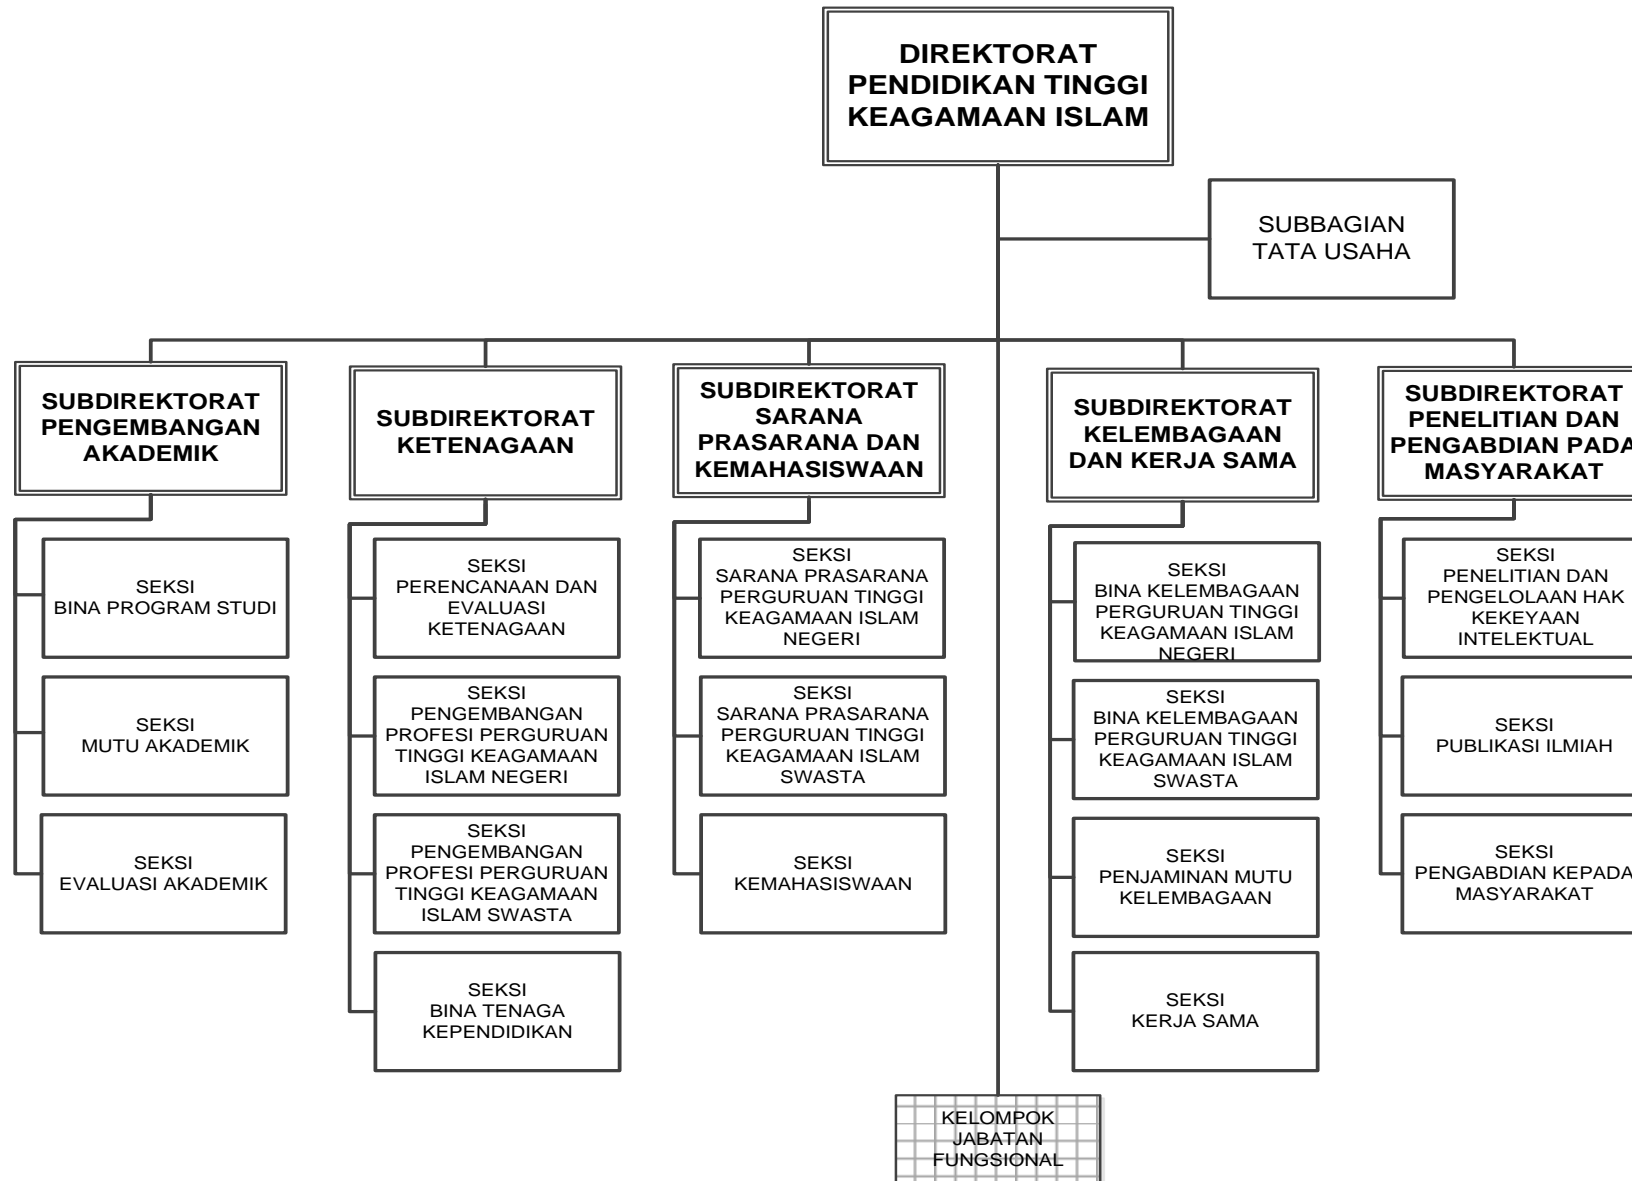 DIREKTORAT
PENDIDIKAN TINGGI
KEAGAMAAN ISLAM
SUBBAGIAN
TATA USAHA
SUBDIREKTORAT
PENGEMBANGAN
AKADEMIK
SEKSI
BINA PROGRAM STUDI
SEKSI
MUTU AKADEMIK
SEKSI
EVALUASI AKADEMIK
SUBDIREKTORAT
KETENAGAAN
SEKSI
PERENCANAAN DAN
EVALUASI
KETENAGAAN
SEKSI
PENGEMBANGAN
PROFESI PERGURUAN
TINGGI KEAGAMAAN
ISLAM NEGERI
SEKSI
PENGEMBANGAN
PROFESI PERGURUAN
TINGGI KEAGAMAAN
ISLAM SWASTA
SEKSI
BINA TENAGA
KEPENDIDIKAN
SUBDIREKTORAT
SARANA
PRASARANA DAN
KEMAHASISWAAN
SEKSI
SARANA PRASARANA
PERGURUAN TINGGI
KEAGAMAAN ISLAM
NEGERI
SEKSI
SARANA PRASARANA
PERGURUAN TINGGI
KEAGAMAAN ISLAM
SWASTA
SEKSI
KEMAHASISWAAN
SUBDIREKTORAT
KELEMBAGAAN
DAN KERJA SAMA
SEKSI
BINA KELEMBAGAAN
PERGURUAN TINGGI
KEAGAMAAN ISLAM
NEGERI
SEKSI
BINA KELEMBAGAAN
PERGURUAN TINGGI
KEAGAMAAN ISLAM
SWASTA
SEKSI
PENJAMINAN MUTU
KELEMBAGAAN
SEKSI
KERJA SAMA
SUBDIREKTORAT
PENELITIAN DAN
PENGABDIAN PADA
MASYARAKAT
SEKSI
PENELITIAN DAN
PENGELOLAAN HAK
KEKEYAAN
INTELEKTUAL
SEKSI
PUBLIKASI ILMIAH
SEKSI
PENGABDIAN KEPADA
MASYARAKAT
KELOMPOK
JABATAN
FUNGSIONAL